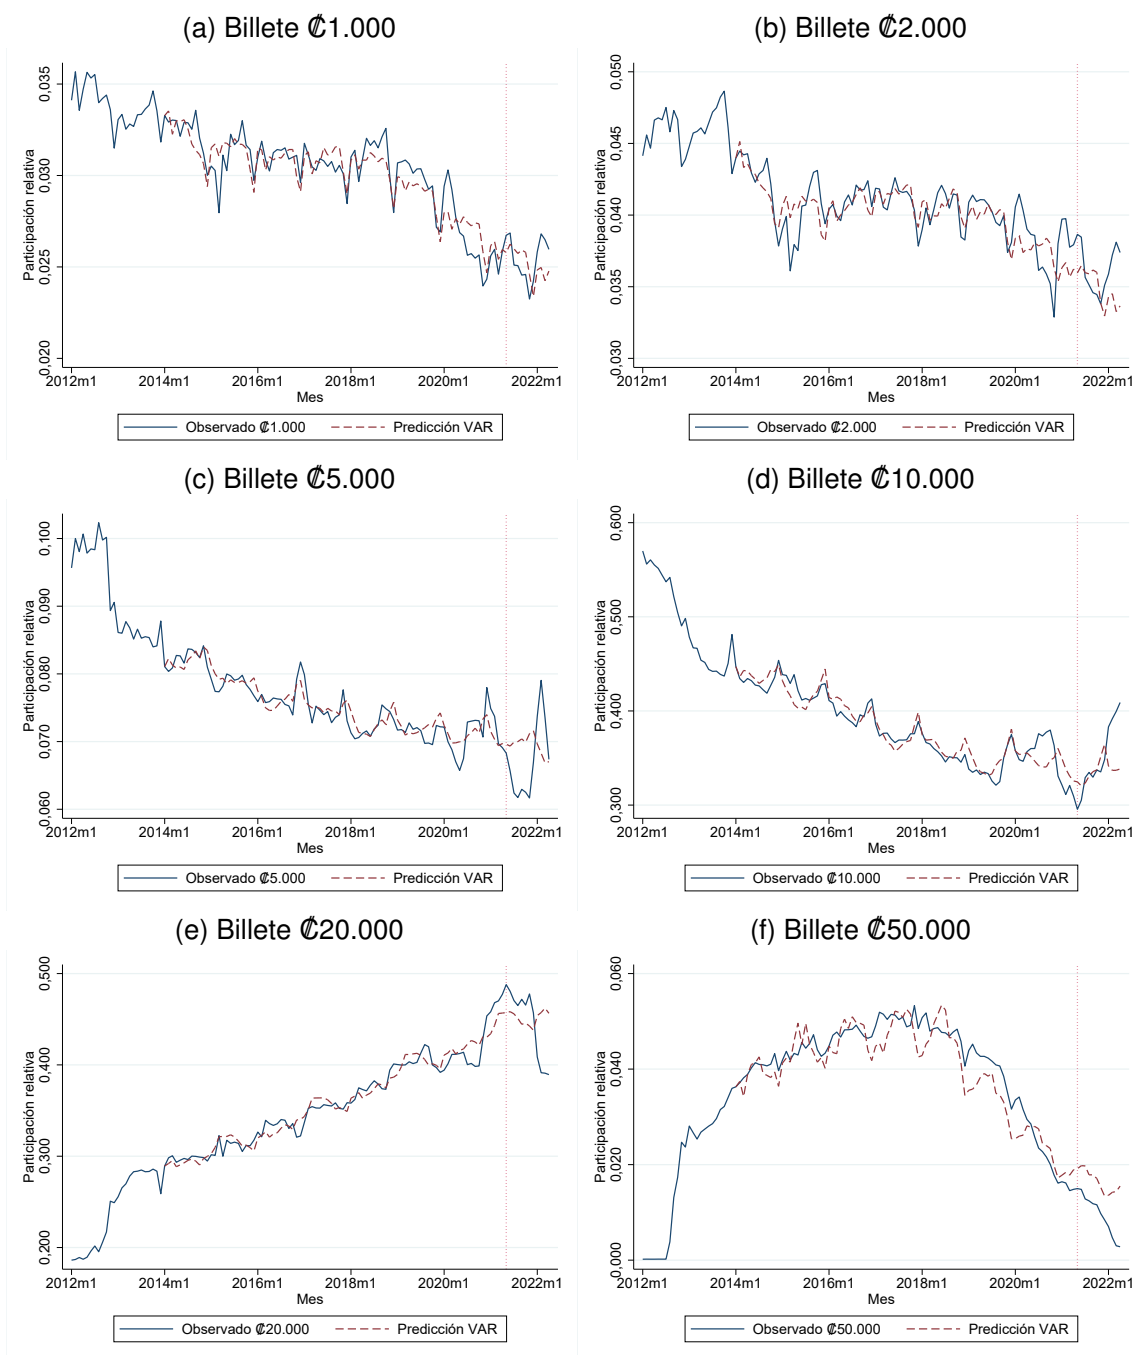 (a) Billete ₡1.000
Participación relativa
0,035
0,030
0,025
0,020
2012m1 2014m1 2016m1 2018m1 2020m1 2022m1
Mes
Observado ₡1.000 Predicción VAR
(b) Billete ₡2.000
Participación relativa
0,050
0,045
0,040
0,035
0,030
2012m1 2014m1 2016m1 2018m1 2020m1 2022m1
Mes
Observado ₡2.000 Predicción VAR
(c) Billete ₡5.000
Participación relativa
0,100
0,090
0,080
0,070
0,060
2012m1 2014m1 2016m1 2018m1 2020m1 2022m1
Mes
Observado ₡5.000 Predicción VAR
(d) Billete ₡10.000
Participación relativa
0,600
0,500
0,400
0,300
2012m1 2014m1 2016m1 2018m1 2020m1 2022m1
Mes
Observado ₡10.000 Predicción VAR
(e) Billete ₡20.000
Participación relativa
0,500
0,400
0,300
0,200
2012m1 2014m1 2016m1 2018m1 2020m1 2022m1
Mes
Observado ₡20.000 Predicción VAR
(f) Billete ₡50.000
Participación relativa
0,060
0,040
0,020
0,000
2012m1 2014m1 2016m1 2018m1 2020m1 2022m1
Mes
Observado ₡50.000 Predicción VAR